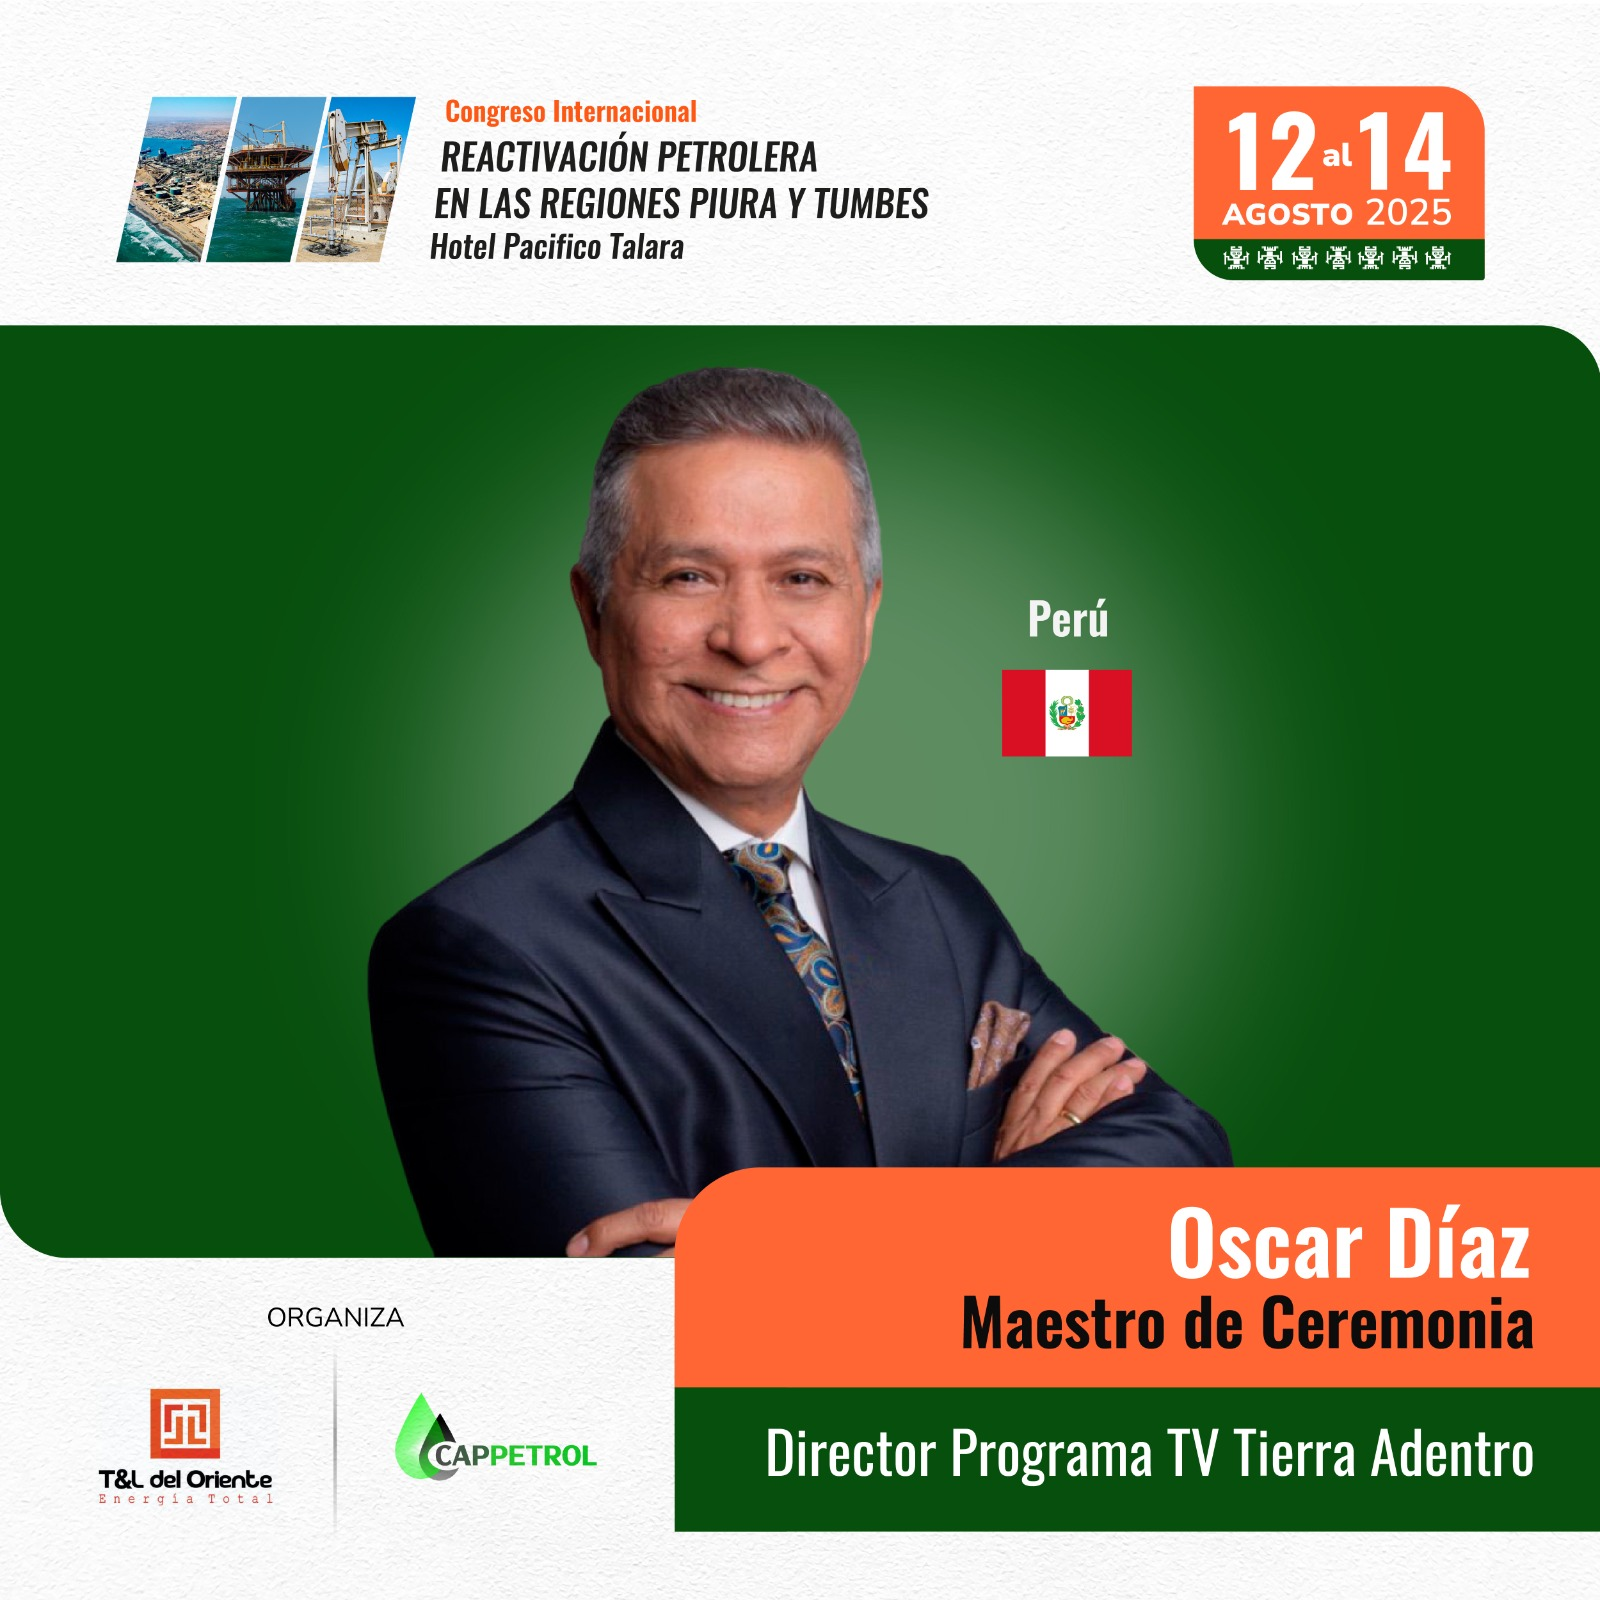 Congreso Internacional
REACTIVACIÓN PETROLERA
EN LAS REGIONES PIURA Y TUMBES
Hotel Pacifico Talara
12 al 14
AGOSTO 2025
Perú
Oscar Díaz
Maestro de Ceremonia
Director Programa TV Tierra Adentro
ORGANIZA
T&L del Oriente
Energía Total
CAPPETROL